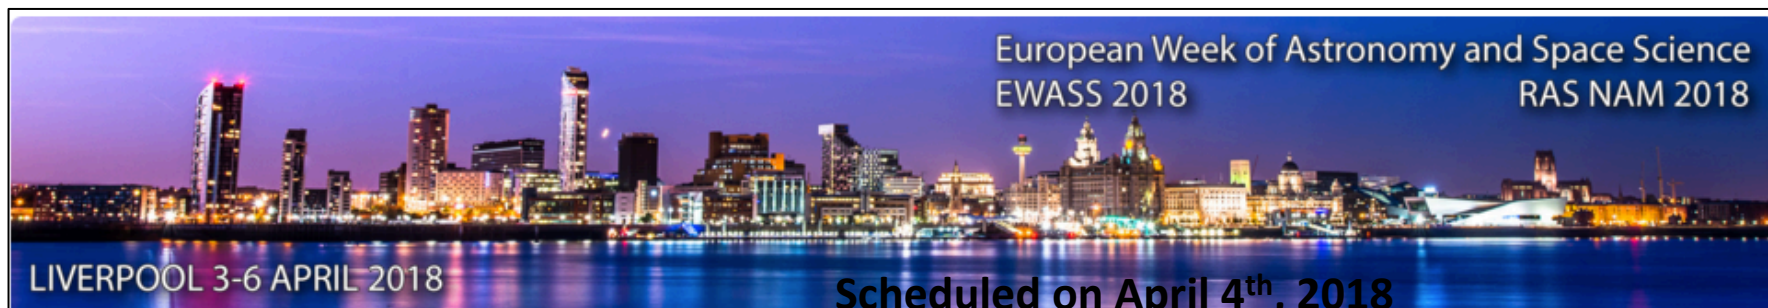 European Week of Astronomy and Space Science
EWASS 2018 RAS NAM 2018
LIVERPOOL 3-6 APRIL 2018
Scheduled on April 4th, 2018